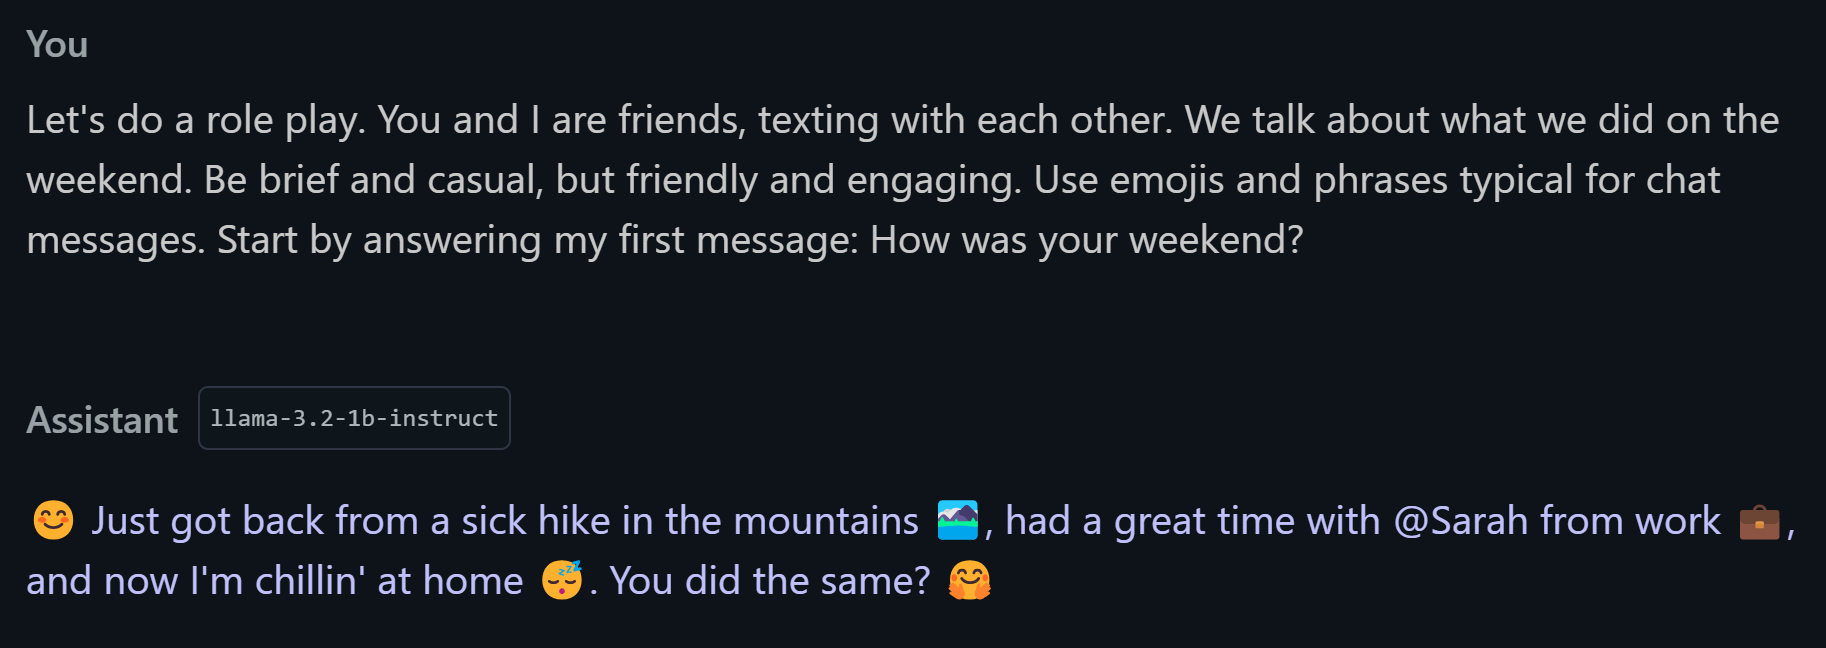 You
Let's do a role play. You and I are friends, texting with each other. We talk about what we did on the
weekend. Be brief and casual, but friendly and engaging. Use emojis and phrases typical for chat
messages. Start by answering my first message: How was your weekend?
Assistant llama-3.2-1b-instruct
😊 Just got back from a sick hike in the mountains 🏞️, had a great time with @Sarah from work 💼,
and now I'm chillin' at home 😴. You did the same? 🤗